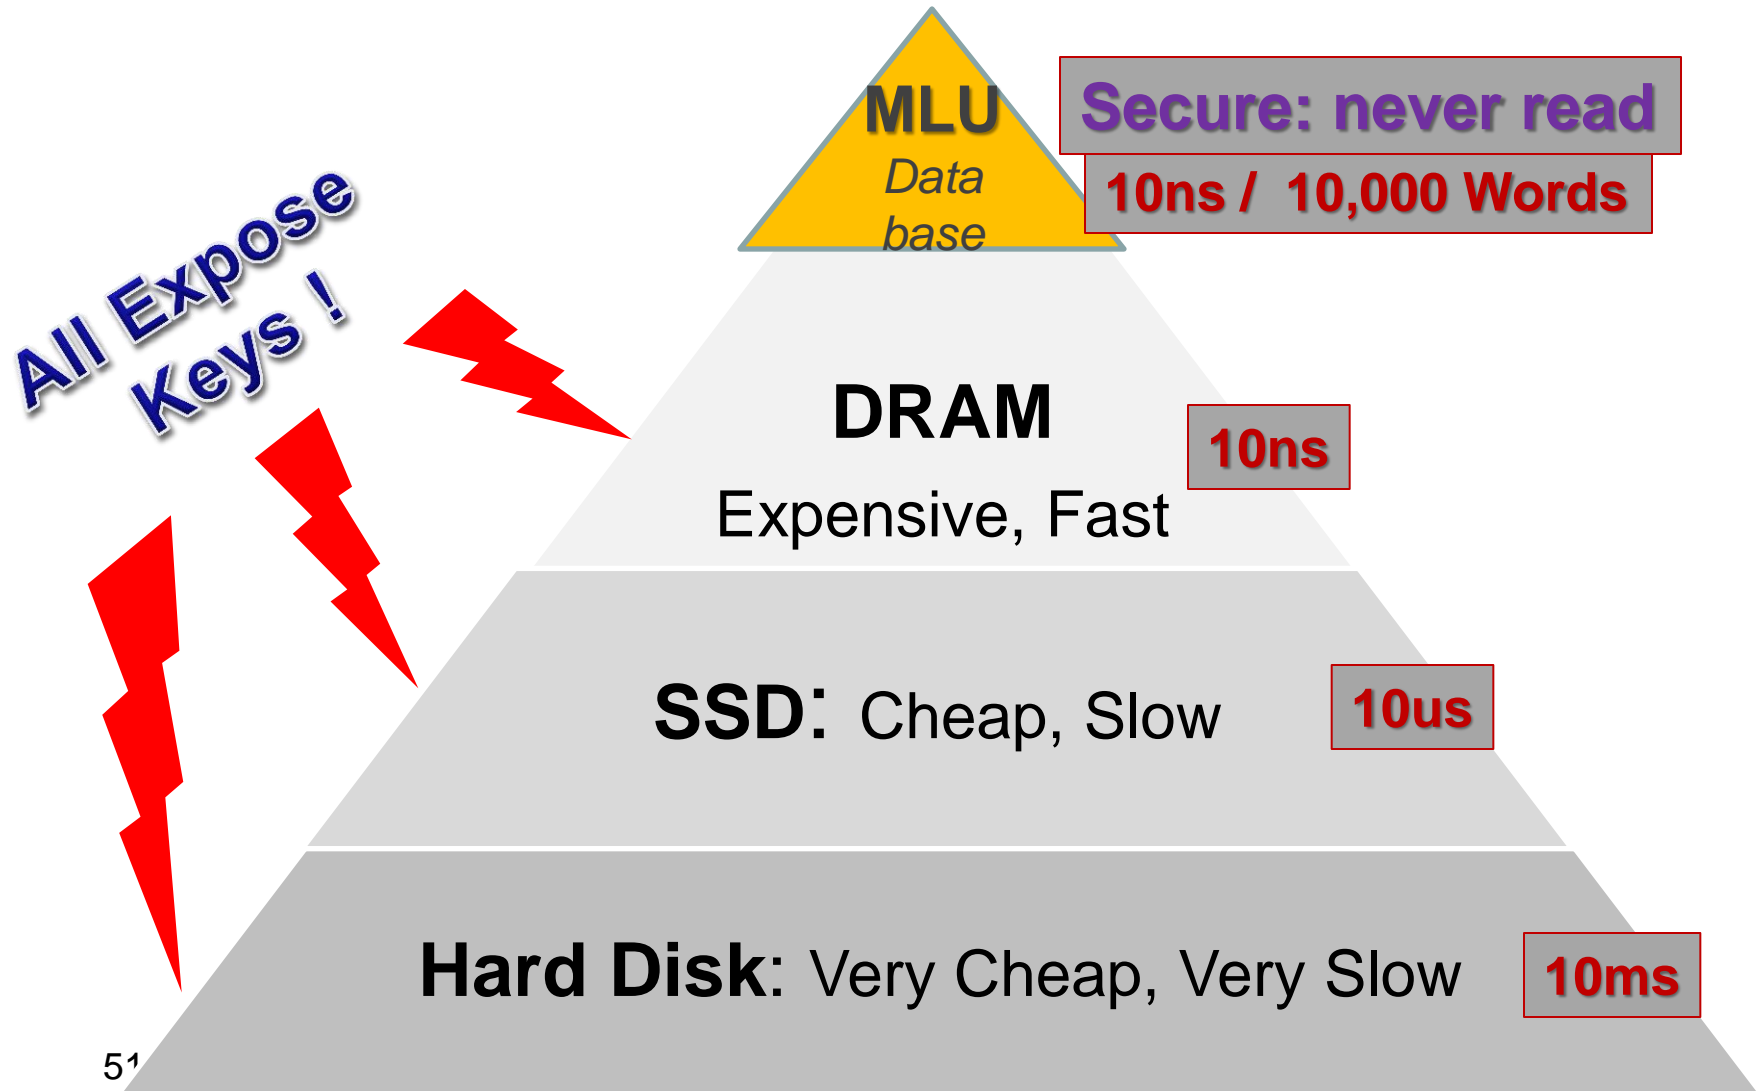 MLU
Data
base
Secure: never read
10ns / 10,000 Words
All Expose
Keys !
DRAM
Expensive, Fast
10ns
SSD: Cheap, Slow
10us
Hard Disk: Very Cheap, Very Slow
10ms
51